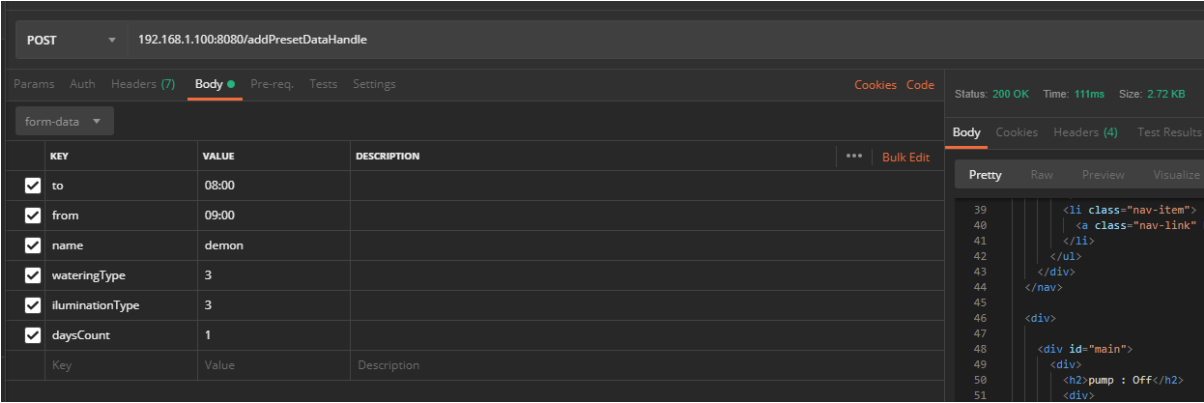 POST 192.168.1.100:8080/addPresetDataHandle
Params Auth Headers (7) Body Pre-req. Tests Settings Cookies Code
Status: 200 OK Time: 111ms Size: 2.72 KB
form-data
Body Cookies Headers (4) Test Results
KEY VALUE DESCRIPTION ••• Bulk Edit
Pretty Raw Preview Visualize
to 08:00
from 09:00
name demon
wateringType 3
iluminationType 3
daysCount 1
Key Value Description
39 <li class="nav-item">
40 <a class="nav-link"
41 </li>
42 </ul>
43 </div>
44 </nav>
45
46 <div>
47
48 <div id="main">
49 <div>
50 <h2>pump : Off</h2>
51 <div>